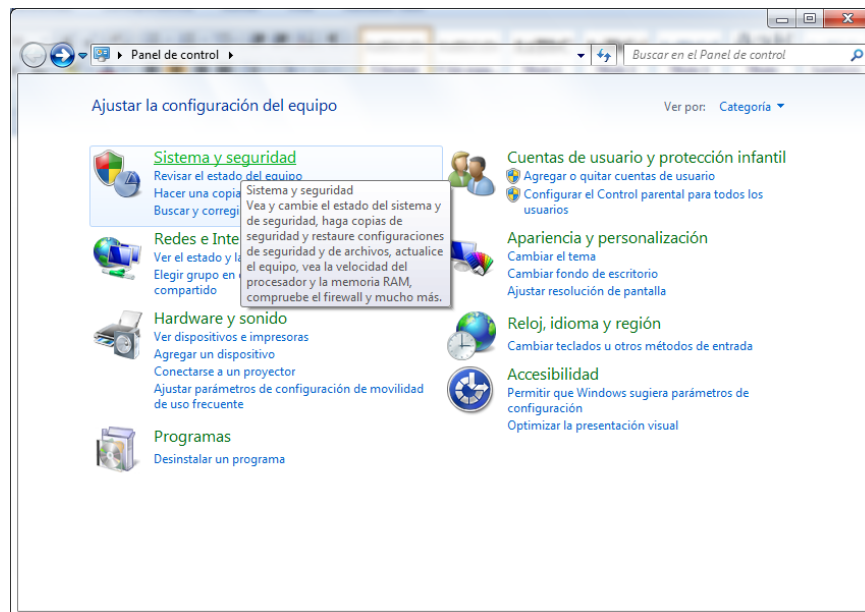 Panel de control
Buscar en el Panel de control
Ajustar la configuración del equipo
Ver por: Categoría
Sistema y seguridad
Revisar el estado del equipo
Hacer una copia
Buscar y corregi
Sistema y seguridad
Vea y cambie el estado del sistema y
de seguridad, haga copias de
seguridad y restaure configuraciones
de seguridad y de archivos, actualice
el equipo, vea la velocidad del
procesador y la memoria RAM,
compruebe el firewall y mucho más.
Redes e Inte
Ver el estado y la
Elegir grupo en
compartido
Hardware y sonido
Ver dispositivos e impresoras
Agregar un dispositivo
Conectarse a un proyector
Ajustar parámetros de configuración de movilidad
de uso frecuente
Programas
Desinstalar un programa
Cuentas de usuario y protección infantil
Agregar o quitar cuentas de usuario
Configurar el Control parental para todos los
usuarios
Apariencia y personalización
Cambiar el tema
Cambiar fondo de escritorio
Ajustar resolución de pantalla
Reloj, idioma y región
Cambiar teclados u otros métodos de entrada
Accesibilidad
Permitir que Windows sugiera parámetros de
configuración
Optimizar la presentación visual